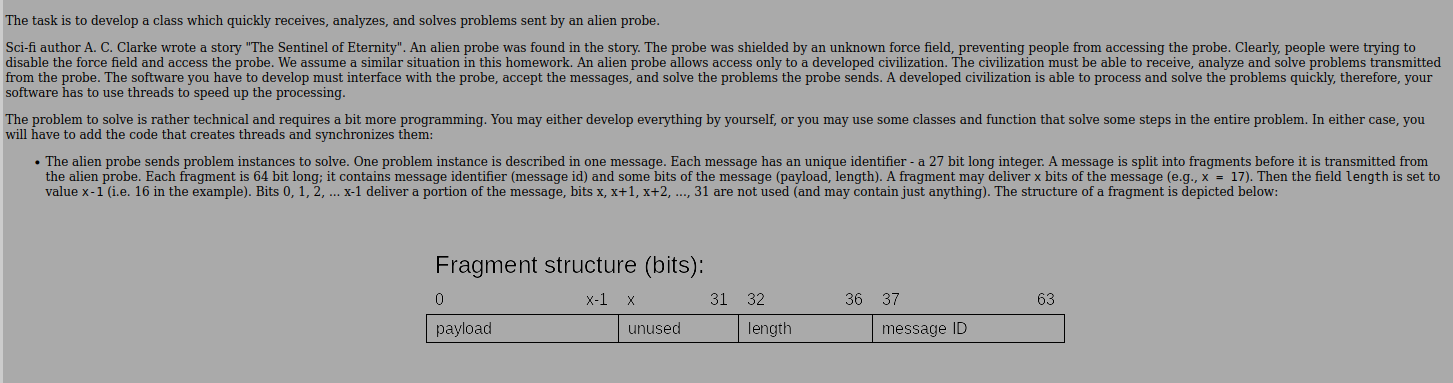 The task is to develop a class which quickly receives, analyzes, and solves problems sent by an alien probe.
Sci-fi author A. C. Clarke wrote a story "The Sentinel of Eternity". An alien probe was found in the story. The probe was shielded by an unknown force field, preventing people from accessing the probe. Clearly, people were trying to
disable the force field and access the probe. We assume a similar situation in this homework. An alien probe allows access only to a developed civilization. The civilization must be able to receive, analyze and solve problems transmitted
from the probe. The software you have to develop must interface with the probe, accept the messages, and solve the problems the probe sends. A developed civilization is able to process and solve the problems quickly, therefore, your
software has to use threads to speed up the processing.
The problem to solve is rather technical and requires a bit more programming. You may either develop everything by yourself, or you may use some classes and function that solve some steps in the entire problem. In either case, you
will have to add the code that creates threads and synchronizes them:
• The alien probe sends problem instances to solve. One problem instance is described in one message. Each message has an unique identifier - a 27 bit long integer. A message is split into fragments before it is transmitted from
the alien probe. Each fragment is 64 bit long; it contains message identifier (message id) and some bits of the message (payload, length). A fragment may deliver x bits of the message (e.g., x = 17). Then the field length is set to
value x-1 (i.e. 16 in the example). Bits 0, 1, 2, ... x-1 deliver a portion of the message, bits x, x+1, x+2, ..., 31 are not used (and may contain just anything). The structure of a fragment is depicted below:
Fragment structure (bits):
0 x-1 x 31 32 36 37 63
payload unused length message ID